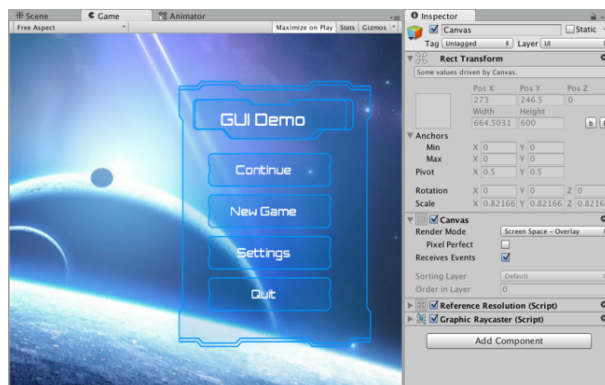 Scene
Game
Animator
Free Aspect
Maximize on Play
Stats
Gizmos
GUI Demo
Continue
New Game
Settings
Quit
Inspector
Canvas
Static
Tag Untagged
Layer UI
Rect Transform
Some values driven by Canvas.
Pos X Pos Y Pos Z
273 246.5 0
Width Height
664.5031 600
Anchors
Min X 0 Y 0
Max X 0 Y 0
Pivot X 0.5 Y 0.5
Rotation X 0 Y 0 Z 0
Scale X 0.82166 Y 0.82166 Z 0.8216
Canvas
Render Mode Screen Space - Overlay
Pixel Perfect
Receives Events
Sorting Layer Default
Order in Layer 0
Reference Resolution (Script)
Graphic Raycaster (Script)
Add Component